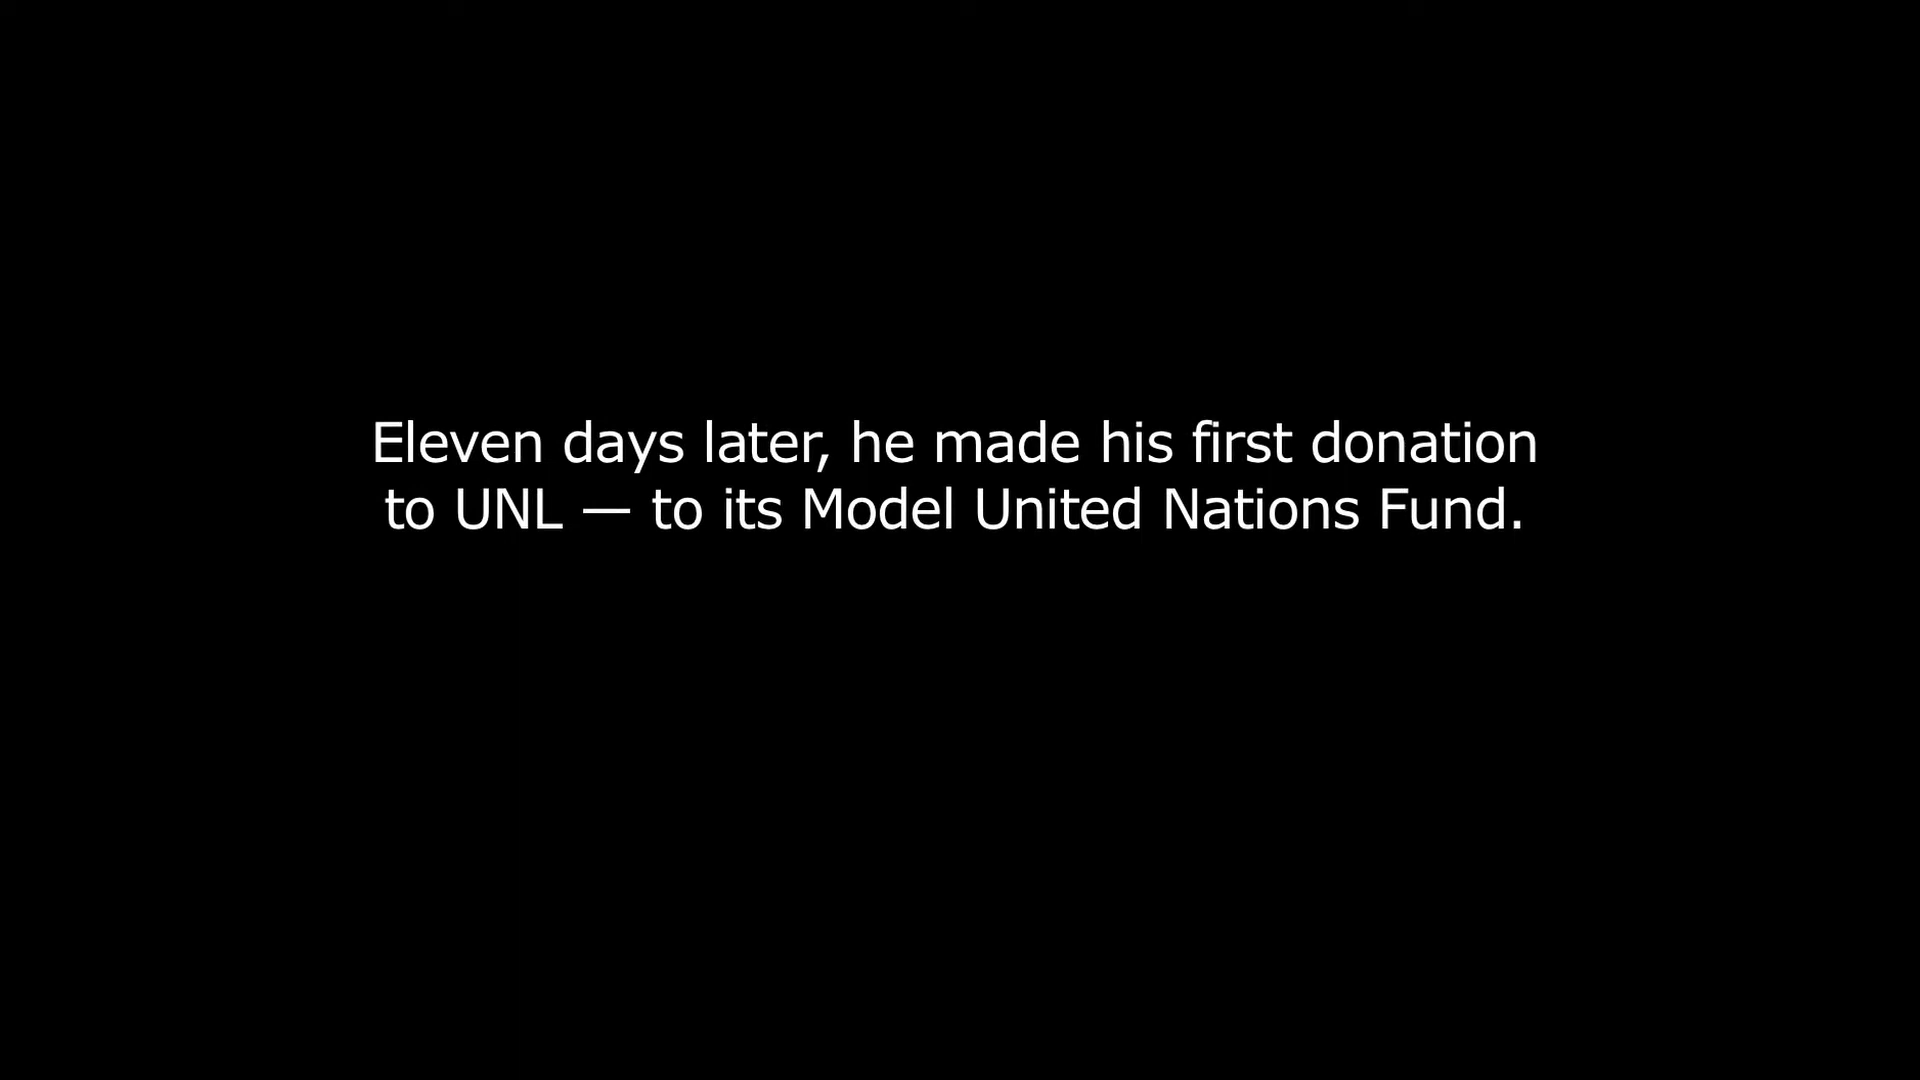 Eleven days later, he made his first donation
to UNL — to its Model United Nations Fund.